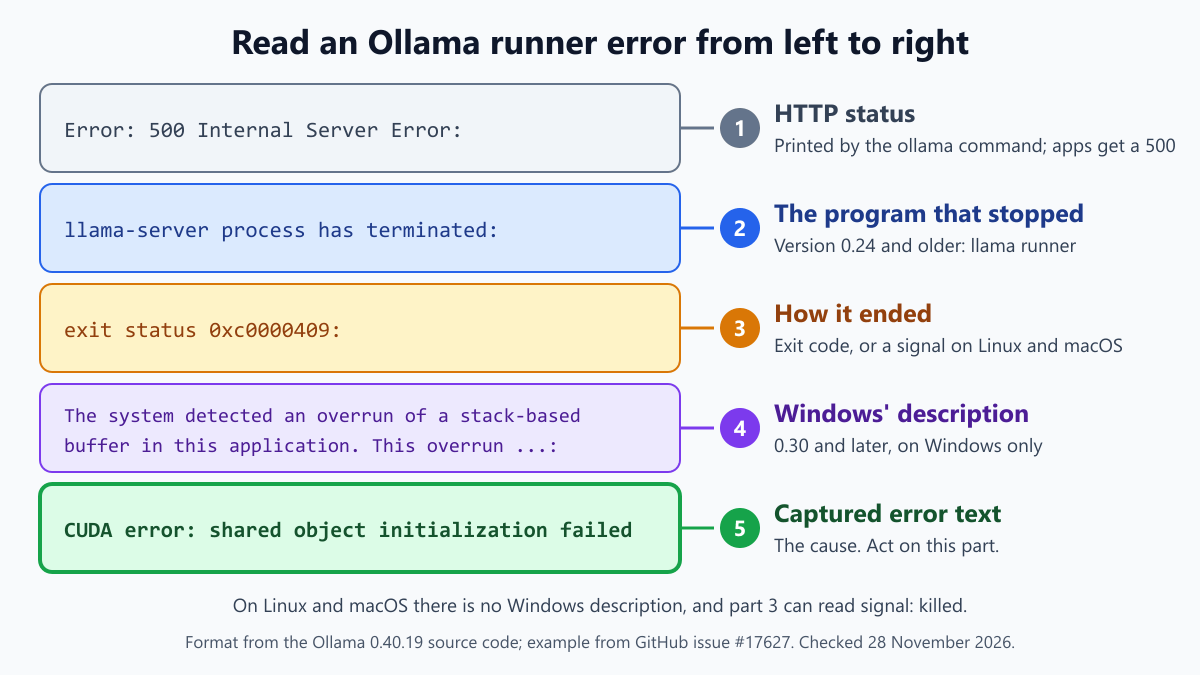 Read an Ollama runner error from left to right
Error: 500 Internal Server Error:
1
HTTP status
Printed by the ollama command; apps get a 500
llama-server process has terminated:
2
The program that stopped
Version 0.24 and older: llama runner
exit status 0xc0000409:
3
How it ended
Exit code, or a signal on Linux and macOS
The system detected an overrun of a stack-based
buffer in this application. This overrun ...:
4
Windows' description
0.30 and later, on Windows only
CUDA error: shared object initialization failed
5
Captured error text
The cause. Act on this part.
On Linux and macOS there is no Windows description, and part 3 can read signal: killed.
Format from the Ollama 0.40.19 source code; example from GitHub issue #17627. Checked 28 November 2026.